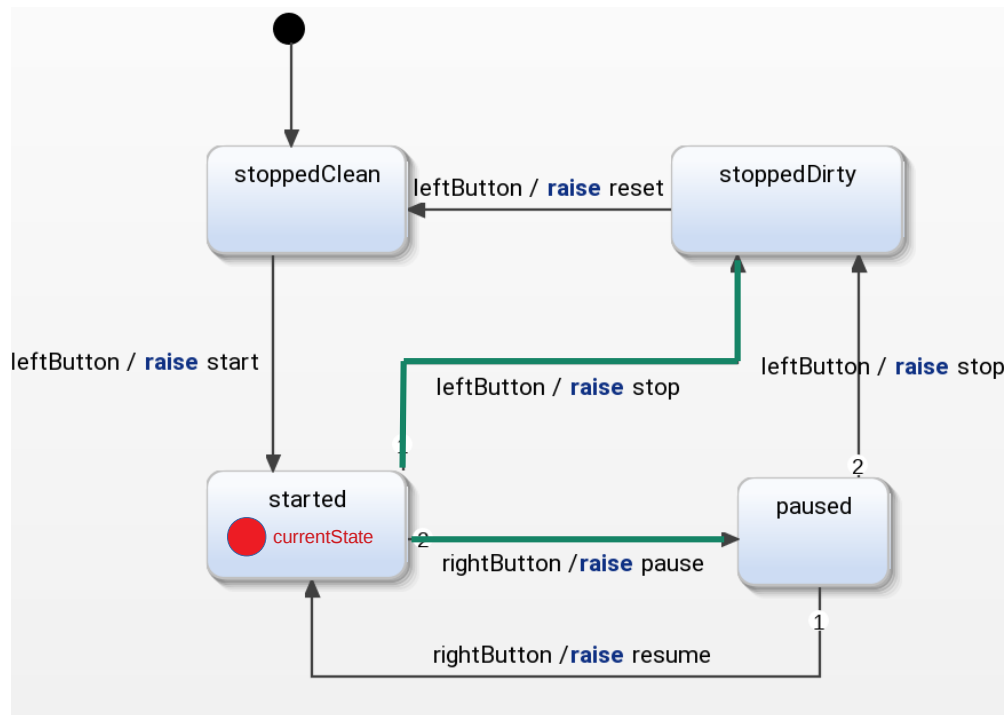 stoppedClean
stoppedDirty
leftButton / raise reset
leftButton / raise start
leftButton / raise stop
leftButton / raise stop
1
2
started
currentState
2
paused
rightButton /raise pause
1
rightButton /raise resume